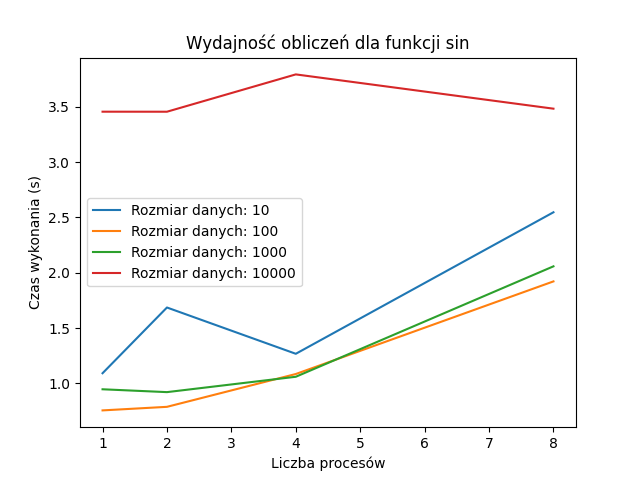 Wydajność obliczeń dla funkcji sin
Czas wykonania (s)
3.5
3.0
2.5
2.0
1.5
1.0
Rozmiar danych: 10
Rozmiar danych: 100
Rozmiar danych: 1000
Rozmiar danych: 10000
1 2 3 4 5 6 7 8
Liczba procesów